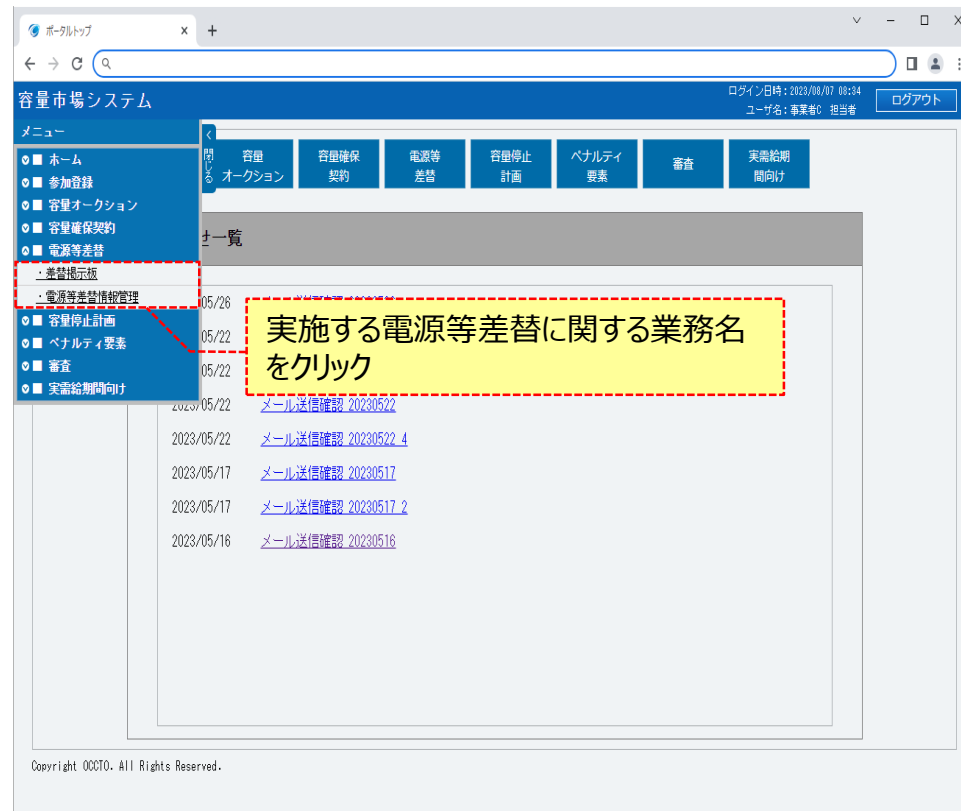 ポータルトップ
容量市場システム
ログイン日時：2023/08/07 08:34
ユーザ名：事業者C 担当者
ログアウト
メニュー
閉じる
ホーム
参加登録
容量オークション
容量確保契約
電源等差替
・差替掲示板
・電源等差替情報管理
容量停止計画
ペナルティ要素
審査
実需給期間向け
容量
オークション
容量確保
契約
電源等
差替
容量停止
計画
ペナルティ
要素
審査
実需給期
間向け
せ一覧
05/26
05/22
05/22
実施する電源等差替に関する業務名
をクリック
2023/05/22 メール送信確認 20230522
2023/05/22 メール送信確認 20230522 4
2023/05/17 メール送信確認 20230517
2023/05/17 メール送信確認 20230517 2
2023/05/16 メール送信確認 20230516
Copyright OCCTO. All Rights Reserved.